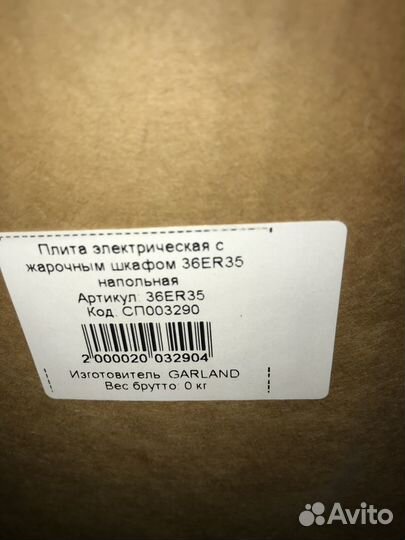 Плита электрическая с
жарочным шкафом 36ER35
напольная
Артикул: 36ER35
Код: СП003290
2 000020 032904
Изготовитель: GARLAND
Вес брутто: 0 кг
Avito